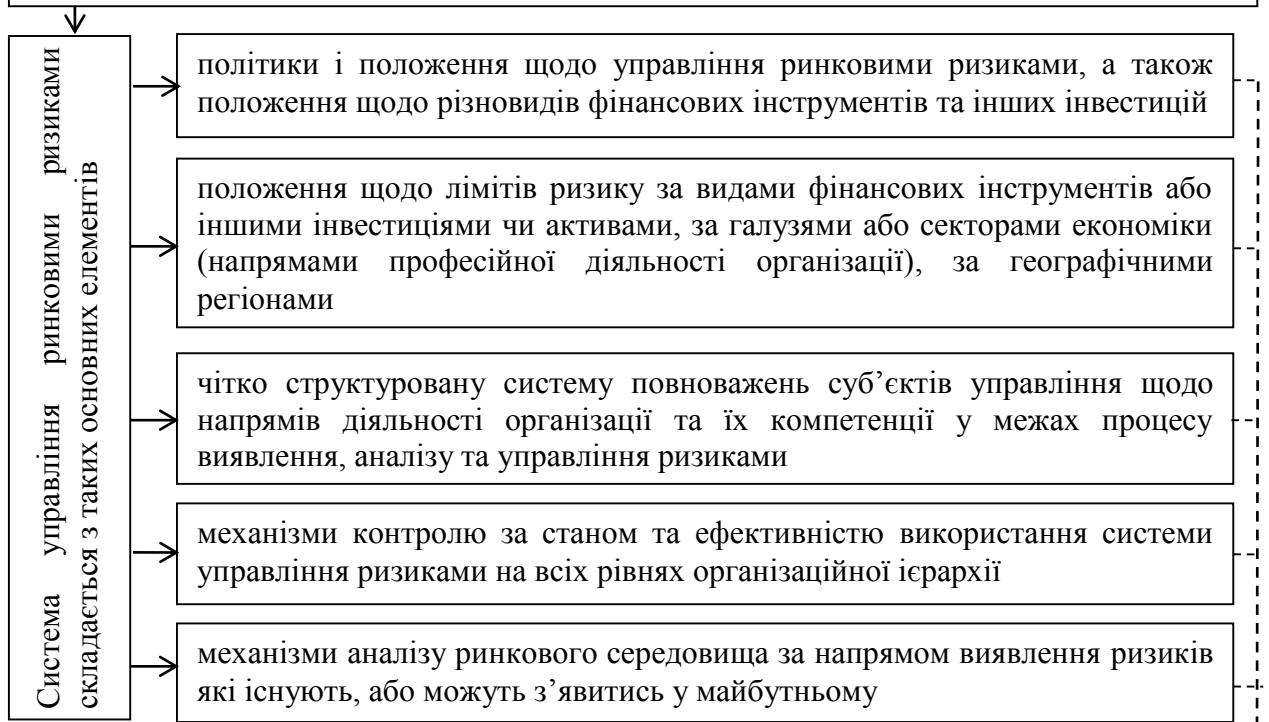 Система управління ринковими ризиками
складається з таких основних елементів
політики і положення щодо управління ринковими ризиками, а також
положення щодо різновидів фінансових інструментів та інших інвестицій
положення щодо лімітів ризику за видами фінансових інструментів або
іншими інвестиціями чи активами, за галузями або секторами економіки
(напрямами професійної діяльності організації), за географічними
регіонами
чітко структуровану систему повноважень суб’єктів управління щодо
напрямів діяльності організації та їх компетенції у межах процесу
виявлення, аналізу та управління ризиками
механізми контролю за станом та ефективністю використання системи
управління ризиками на всіх рівнях організаційної ієрархії
механізми аналізу ринкового середовища за напрямом виявлення ризиків
які існують, або можуть з’явитись у майбутньому